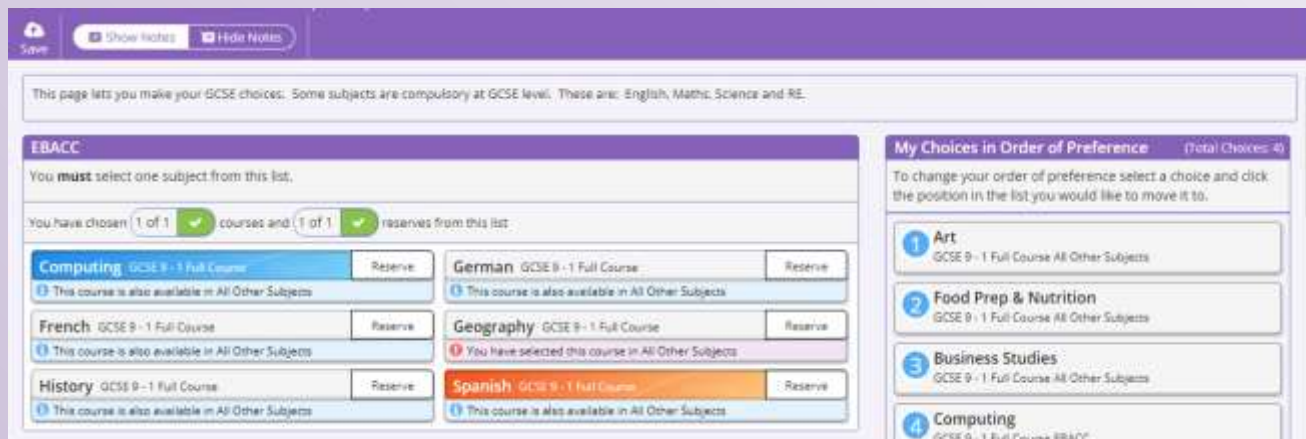 Save
Show Notes
Hide Notes
This page lets you make your GCSE choices. Some subjects are compulsory at GCSE level. These are: English, Maths, Science and RE.
EBACC
You must select one subject from this list.
You have chosen 1 of 1 courses and 1 of 1 reserves from this list
Computing GCSE 9 - 1 Full Course Reserve
This course is also available in All Other Subjects
German GCSE 9 - 1 Full Course Reserve
This course is also available in All Other Subjects
French GCSE 9 - 1 Full Course Reserve
This course is also available in All Other Subjects
Geography GCSE 9 - 1 Full Course Reserve
You have selected this course in All Other Subjects
History GCSE 9 - 1 Full Course Reserve
This course is also available in All Other Subjects
Spanish GCSE 9 - 1 Full Course Reserve
This course is also available in All Other Subjects
My Choices in Order of Preference (Total Choices: 4)
To change your order of preference select a choice and click
the position in the list you would like to move it to.
1 Art
GCSE 9 - 1 Full Course All Other Subjects
2 Food Prep & Nutrition
GCSE 9 - 1 Full Course All Other Subjects
3 Business Studies
GCSE 9 - 1 Full Course All Other Subjects
4 Computing
GCSE 9 - 1 Full Course EBACC